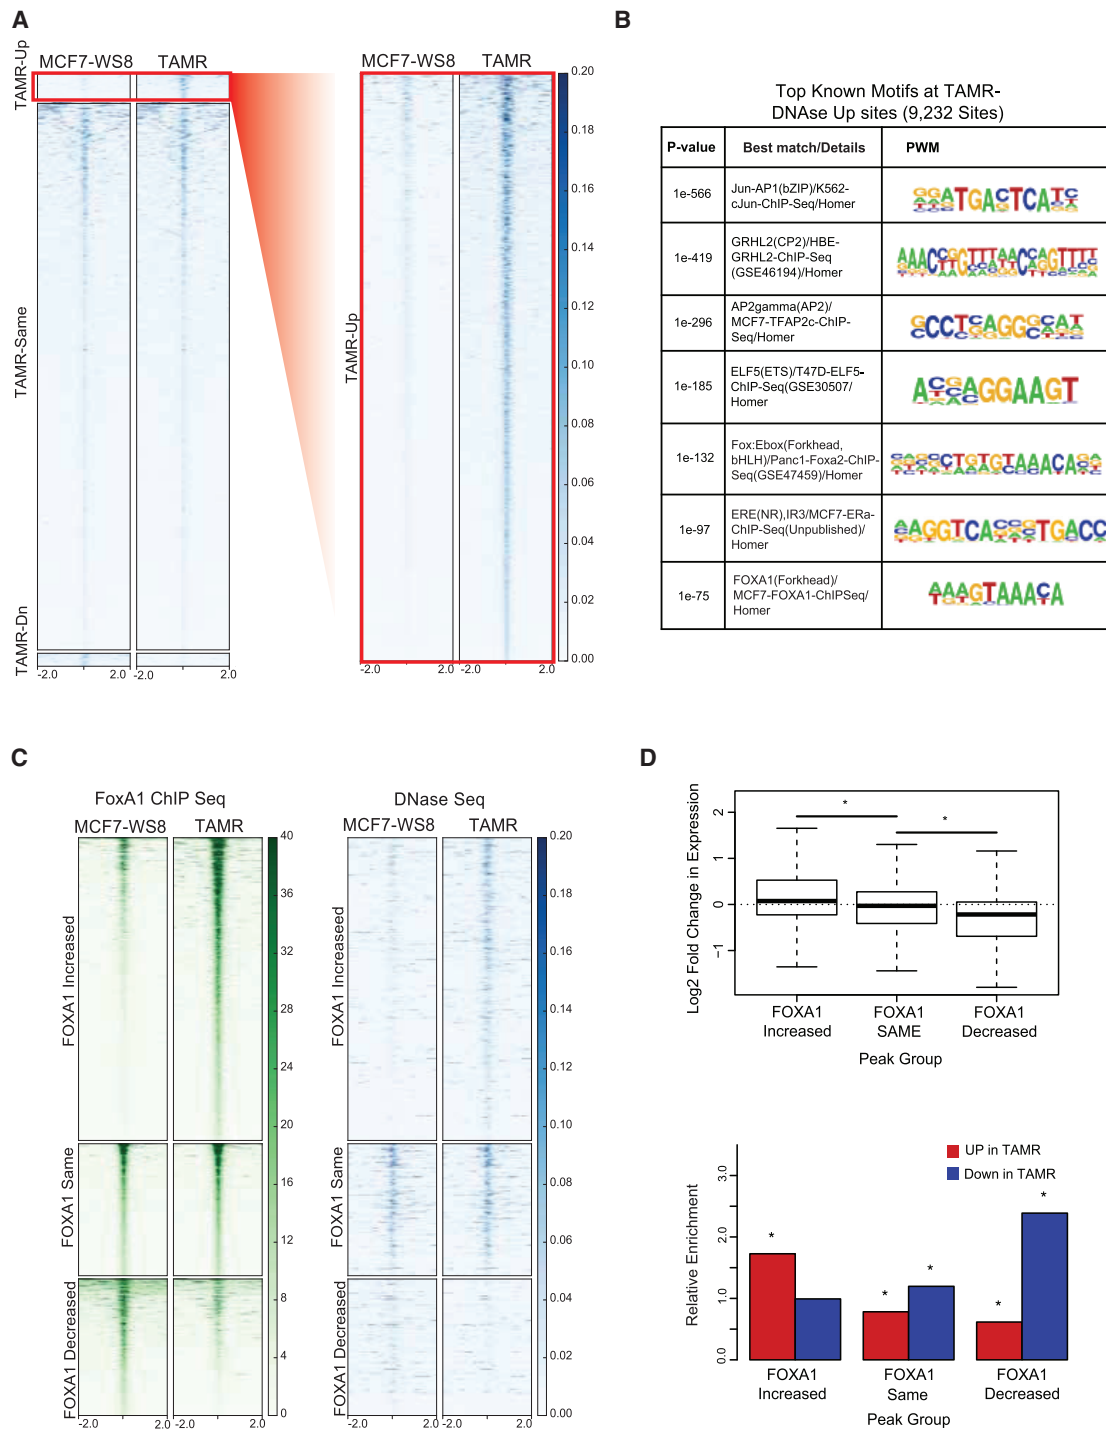 A
MCF7-WS8 TAMR
TAMR-Up
TAMR-Same
TAMR-Dn
-2.0 2.0 -2.0 2.0
MCF7-WS8 TAMR
TAMR-Up
-2.0 2.0 -2.0 2.0
0.20
0.18
0.16
0.14
0.12
0.10
0.08
0.06
0.04
0.02
0.00
B
Top Known Motifs at TAMR-
DNAse Up sites (9,232 Sites)
P-value Best match/Details PWM
1e-566
Jun-AP1(bZIP)/K562-
cJun-ChIP-Seq/Homer
1e-419
GRHL2(CP2)/HBE-
GRHL2-ChIP-Seq
(GSE46194)/Homer
1e-296
AP2gamma(AP2)/
MCF7-TFAP2c-ChIP-
Seq/Homer
1e-185
ELF5(ETS)/T47D-ELF5-
ChIP-Seq(GSE30507/
Homer
1e-132
Fox:Ebox(Forkhead,
bHLH)/Panc1-Foxa2-ChIP-
Seq(GSE47459)/Homer
1e-97
ERE(NR),IR3/MCF7-ERa-
ChIP-Seq(Unpublished)/
Homer
1e-75
FOXA1(Forkhead)/
MCF7-FOXA1-ChIPSeq/
Homer
C
FoxA1 ChIP Seq
MCF7-WS8 TAMR
FOXA1 Increaseed
FOXA1 Same
FOXA1 Decreased
-2.0 2.0 -2.0 2.0
40
36
32
28
24
20
16
12
8
4
0
DNase Seq
MCF7-WS8 TAMR
FOXA1 Increased
FOXA1 Same
FOXA1 Decreased
-2.0 2.0 -2.0 2.0
0.20
0.18
0.16
0.14
0.12
0.10
0.08
0.06
0.04
0.02
0.00
D
Log2 Fold Change in Expression
2
1
0
-1
* *
FOXA1 FOXA1 FOXA1
Increased SAME Decreased
Peak Group
UP in TAMR
Down in TAMR
Relative Enrichment
3.0
2.0
1.0
0.0
* * * * *
FOXA1 FOXA1 FOXA1
Increased Same Decreased
Peak Group